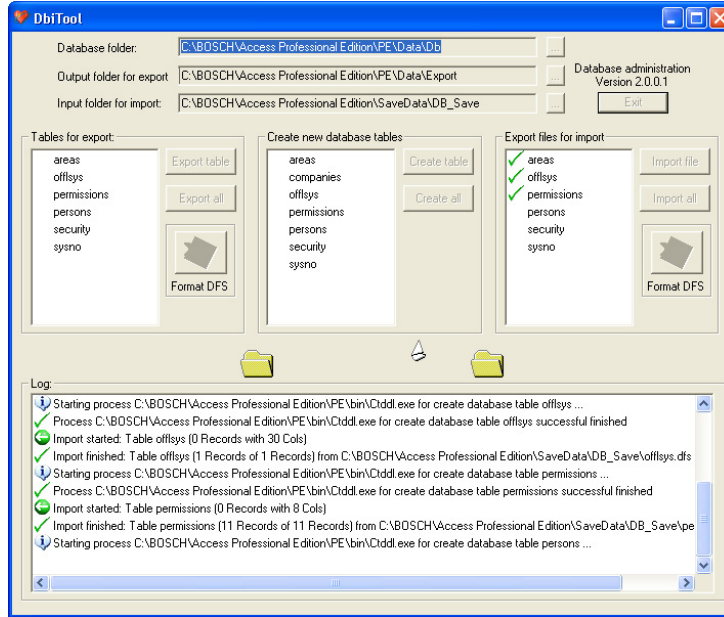 DbiTool
Database folder: C:\BOSCH\Access Professional Edition\PE\Data\Db ...
Output folder for export C:\BOSCH\Access Professional Edition\PE\Data\Export ...
Input folder for import: C:\BOSCH\Access Professional Edition\SaveData\DB_Save ...
Database administration
Version 2.0.0.1
Exit
Tables for export:
areas
offlsys
permissions
persons
security
sysno
Export table
Export all
Format DFS
Create new database tables
areas
companies
offlsys
permissions
persons
security
sysno
Create table
Create all
Export files for import
areas
offlsys
permissions
persons
security
sysno
Import file
Import all
Format DFS
Log:
Starting process C:\BOSCH\Access Professional Edition\PE\bin\Ctddl.exe for create database table offlsys ...
Process C:\BOSCH\Access Professional Edition\PE\bin\Ctddl.exe for create database table offlsys successful finished
Import started: Table offlsys (0 Records with 30 Cols)
Import finished: Table offlsys (1 Records of 1 Records) from C:\BOSCH\Access Professional Edition\SaveData\DB_Save\offlsys.dfs
Starting process C:\BOSCH\Access Professional Edition\PE\bin\Ctddl.exe for create database table permissions ...
Process C:\BOSCH\Access Professional Edition\PE\bin\Ctddl.exe for create database table permissions successful finished
Import started: Table permissions (0 Records with 8 Cols)
Import finished: Table permissions (11 Records of 11 Records) from C:\BOSCH\Access Professional Edition\SaveData\DB_Save\pe
Starting process C:\BOSCH\Access Professional Edition\PE\bin\Ctddl.exe for create database table persons ...